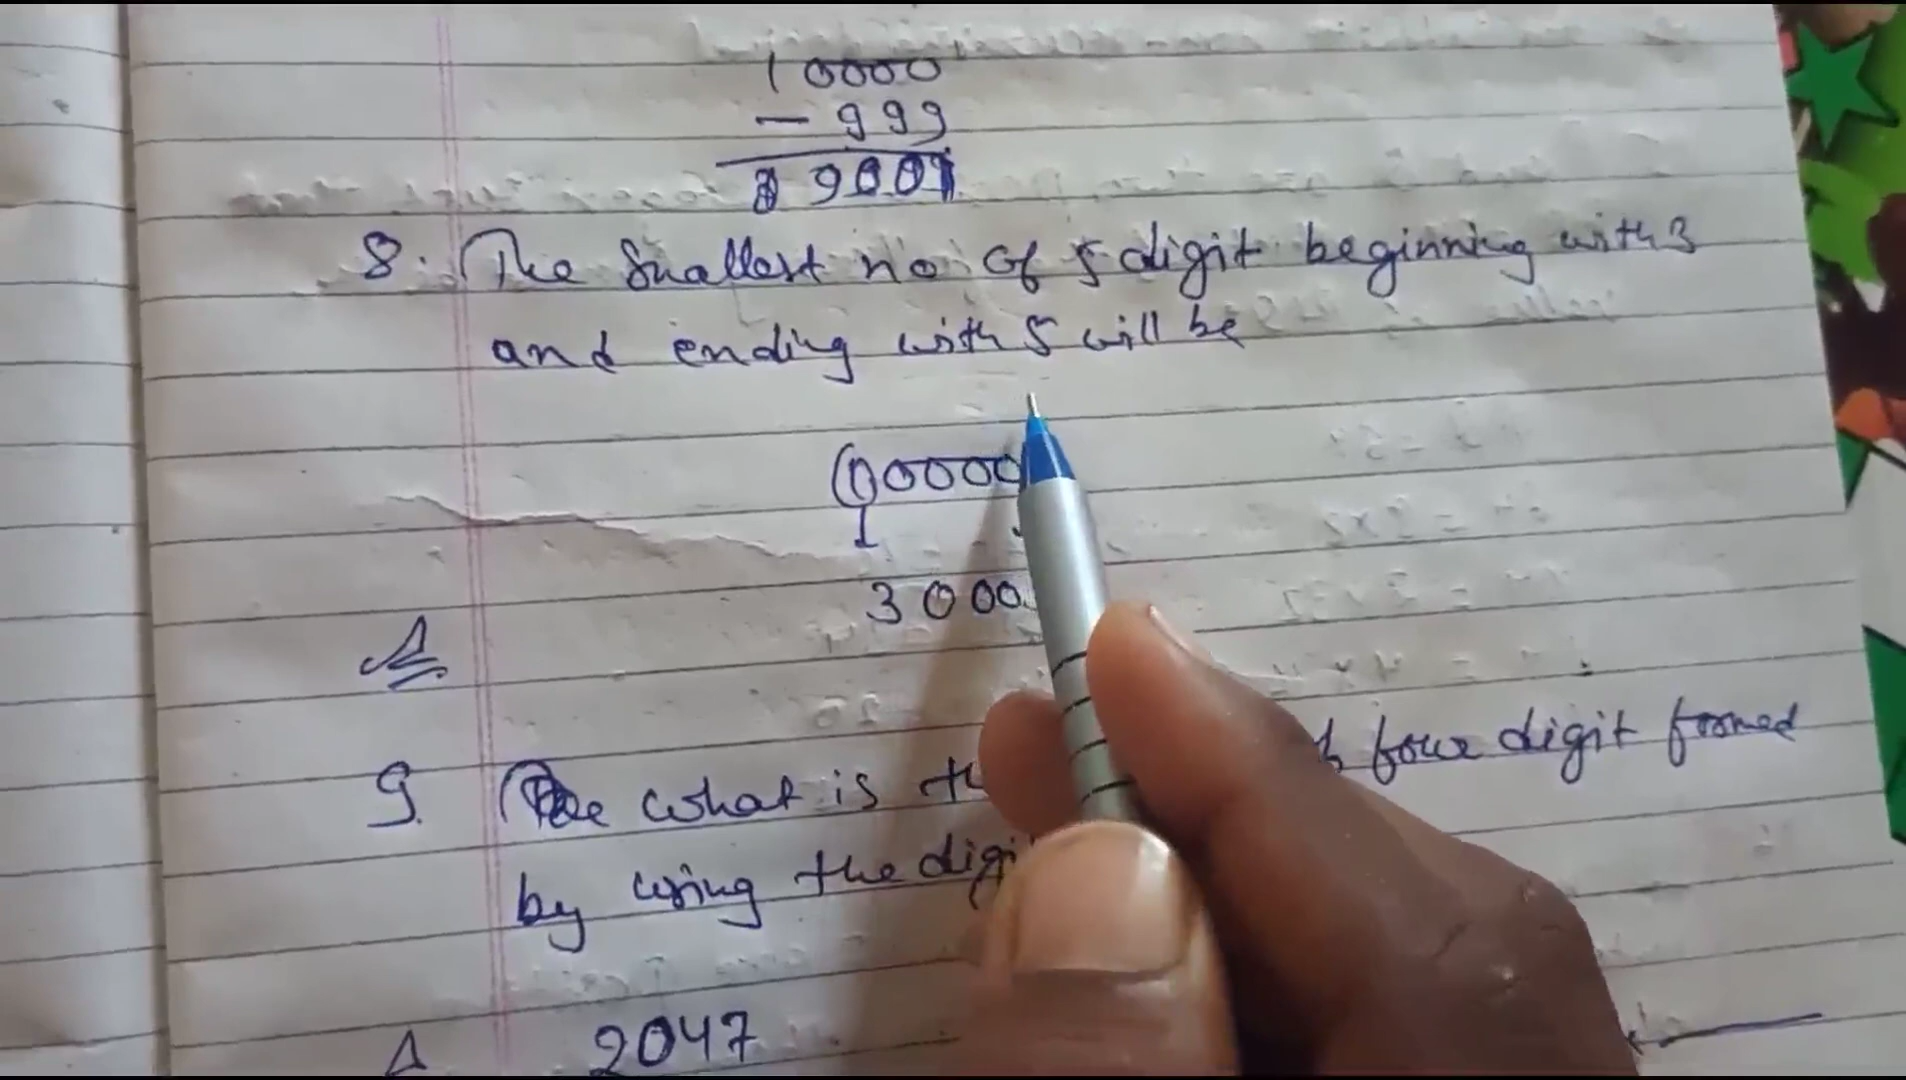 10000
- 999
9001
8. The Smallest no of 5 digit beginning with 3
and ending with 5 will be
10000
3000
9. What is four digit formed
by using the digi
2047